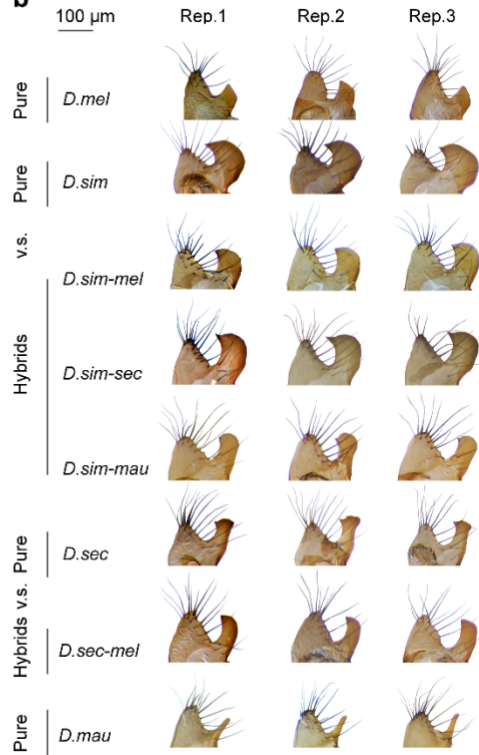 b
100 µm Rep.1 Rep.2 Rep.3
Pure D.mel
Pure D.sim
v.s.
D.sim-mel
Hybrids D.sim-sec
D.sim-mau
Pure D.sec
v.s.
Hybrids D.sec-mel
Pure D.mau